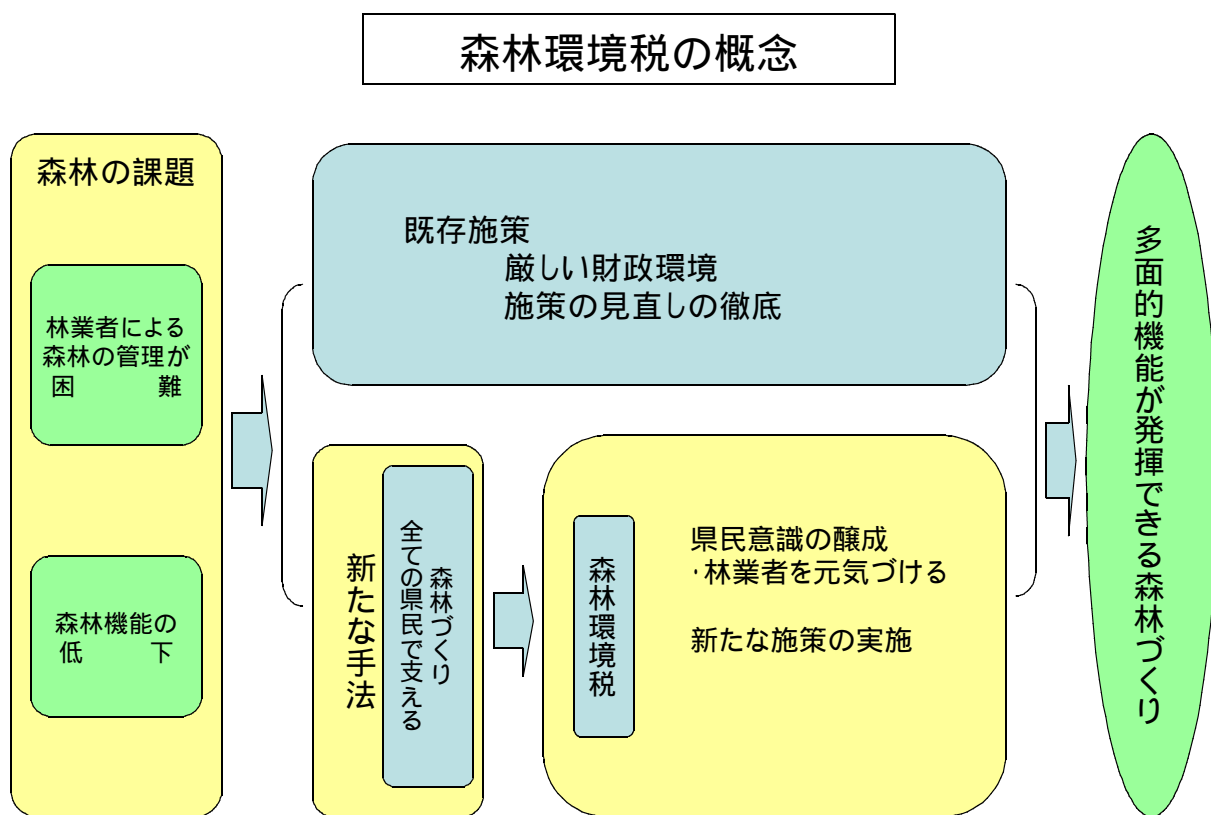 森林環境税の概念
森林の課題
林業者による
森林の管理が
困　　　難
森林機能の
低　　　下
既存施策
厳しい財政環境
施策の見直しの徹底
新たな手法
全ての県民で支える
森林づくり
森林環境税
県民意識の醸成
・林業者を元気づける
新たな施策の実施
多面的機能が発揮できる森林づくり